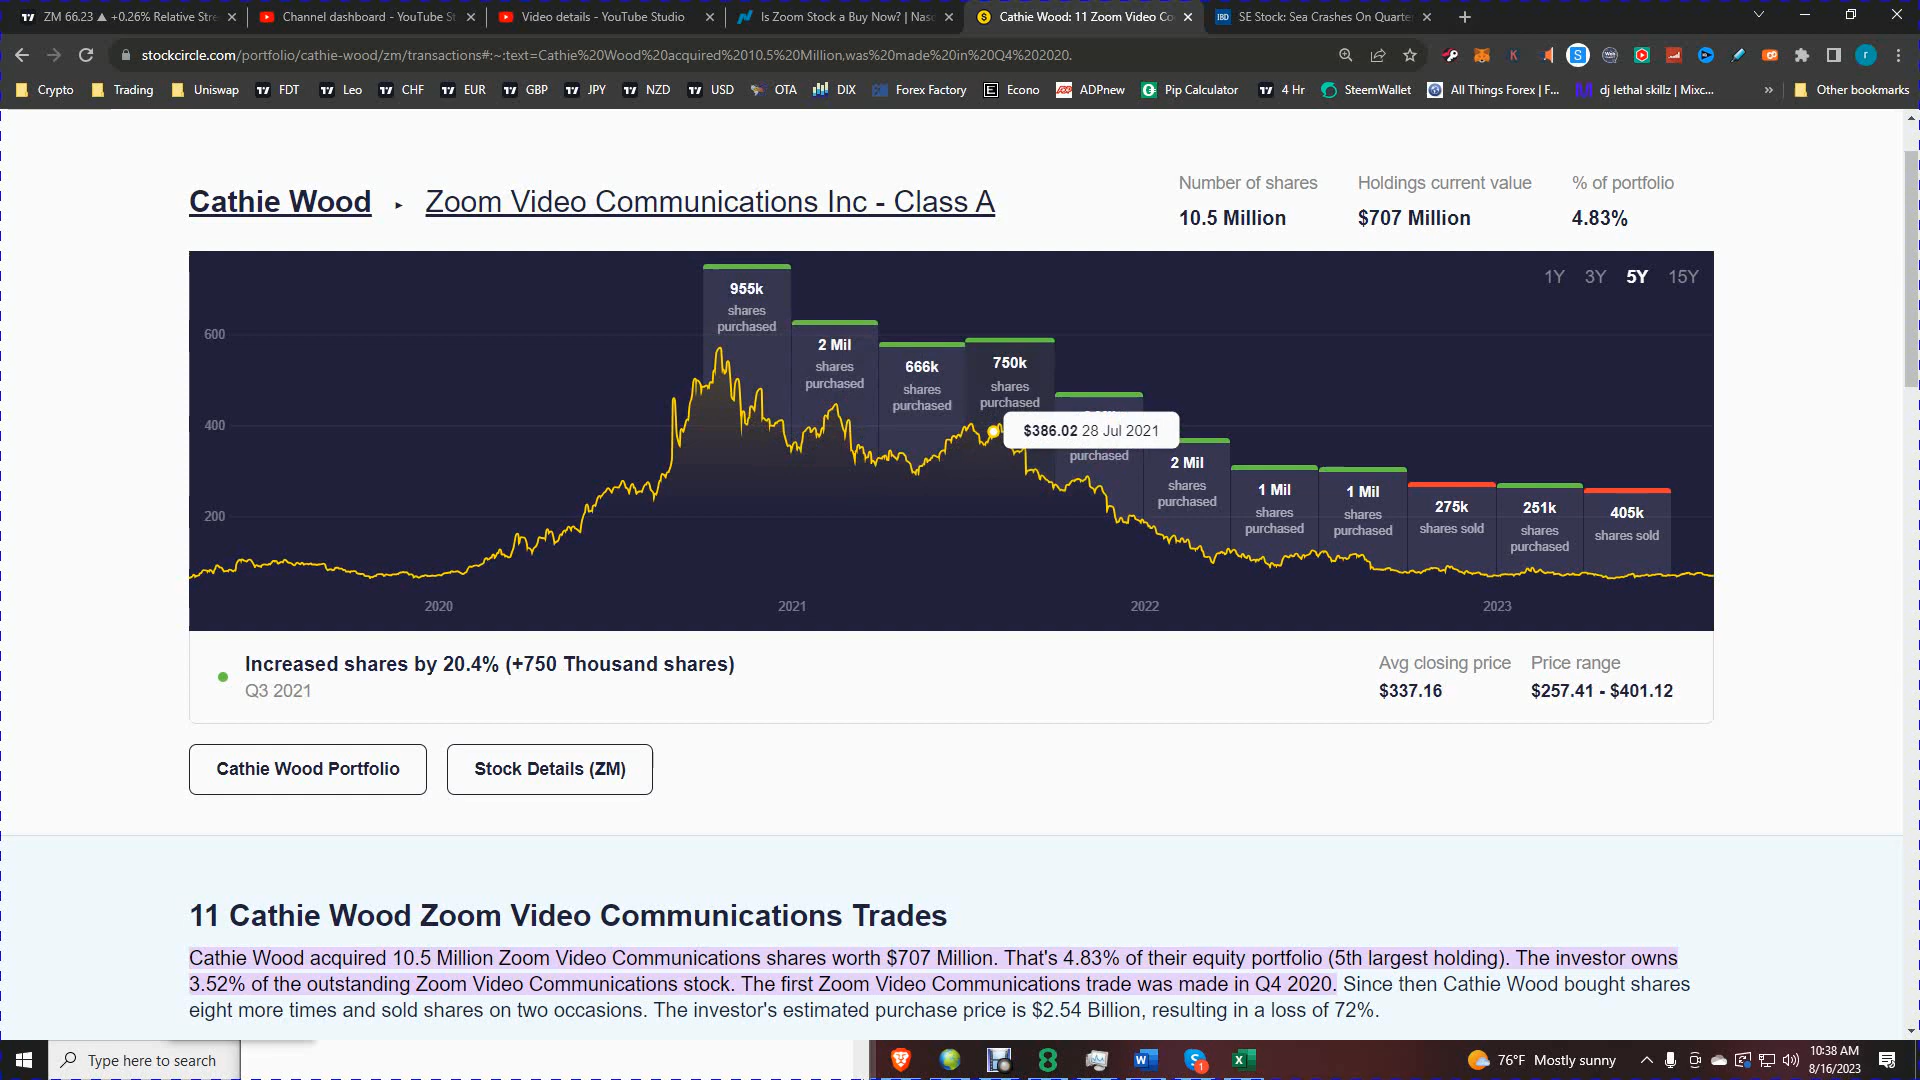 ZM 66.23 ▲ +0.26% Relative Stre
Channel dashboard - YouTube S
Video details - YouTube Studio
Is Zoom Stock a Buy Now? | Nas
Cathie Wood: 11 Zoom Video Co
SE Stock: Sea Crashes On Quarte
stockcircle.com/portfolio/cathie-wood/zm/transactions#:~:text=Cathie%20Wood%20acquired%2010.5%20Million,was%20made%20in%20Q4%202020.
Crypto Trading Uniswap FDT Leo CHF EUR GBP JPY NZD USD OTA DIX Forex Factory Econo ADPnew Pip Calculator 4 Hr SteemWallet All Things Forex | F... dj lethal skillz | Mixc... » Other bookmarks
Cathie Wood ▸ Zoom Video Communications Inc - Class A
Number of shares Holdings current value % of portfolio
10.5 Million $707 Million 4.83%
1Y 3Y 5Y 15Y
600
400
200
955k
shares
purchased
2 Mil
shares
purchased
666k
shares
purchased
750k
shares
purchased
$386.02 28 Jul 2021
purchased
2 Mil
shares
purchased
1 Mil
shares
purchased
1 Mil
shares
purchased
275k
shares sold
251k
shares
purchased
405k
shares sold
2020 2021 2022 2023
Increased shares by 20.4% (+750 Thousand shares)
Q3 2021
Avg closing price Price range
$337.16 $257.41 - $401.12
Cathie Wood Portfolio
Stock Details (ZM)
11 Cathie Wood Zoom Video Communications Trades
Cathie Wood acquired 10.5 Million Zoom Video Communications shares worth $707 Million. That's 4.83% of their equity portfolio (5th largest holding). The investor owns
3.52% of the outstanding Zoom Video Communications stock. The first Zoom Video Communications trade was made in Q4 2020. Since then Cathie Wood bought shares
eight more times and sold shares on two occasions. The investor's estimated purchase price is $2.54 Billion, resulting in a loss of 72%.
Type here to search
76°F Mostly sunny
10:38 AM
8/16/2023